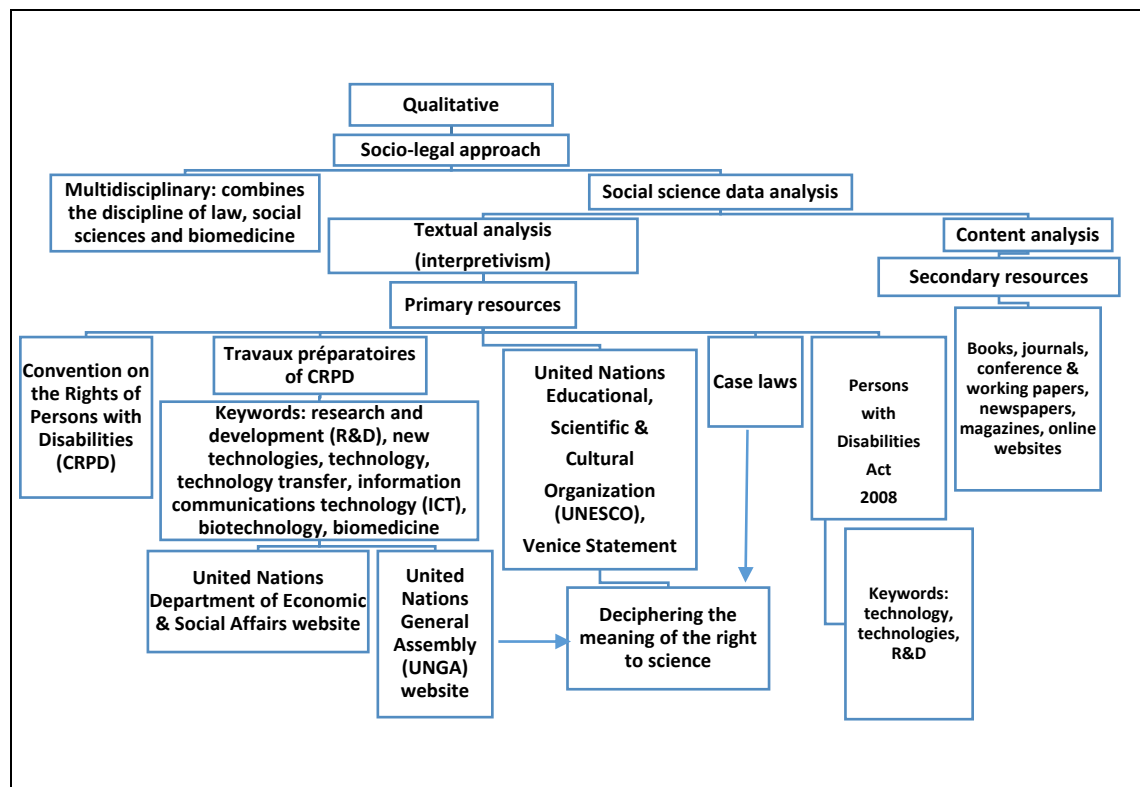 Qualitative
Socio-legal approach
Multidisciplinary: combines
the discipline of law, social
sciences and biomedicine
Social science data analysis
Textual analysis
(interpretivism)
Content analysis
Primary resources
Secondary resources
Convention on
the Rights of
Persons with
Disabilities
(CRPD)
Travaux préparatoires
of CRPD
Keywords: research and
development (R&D), new
technologies, technology,
technology transfer, information
communications technology (ICT),
biotechnology, biomedicine
United Nations
Department of Economic
& Social Affairs website
United
Nations
General
Assembly
(UNGA)
website
United Nations
Educational,
Scientific &
Cultural
Organization
(UNESCO),
Venice Statement
Case laws
Deciphering the
meaning of the right
to science
Persons
with
Disabilities
Act
2008
Keywords:
technology,
technologies,
R&D
Books, journals,
conference &
working papers,
newspapers,
magazines, online
websites